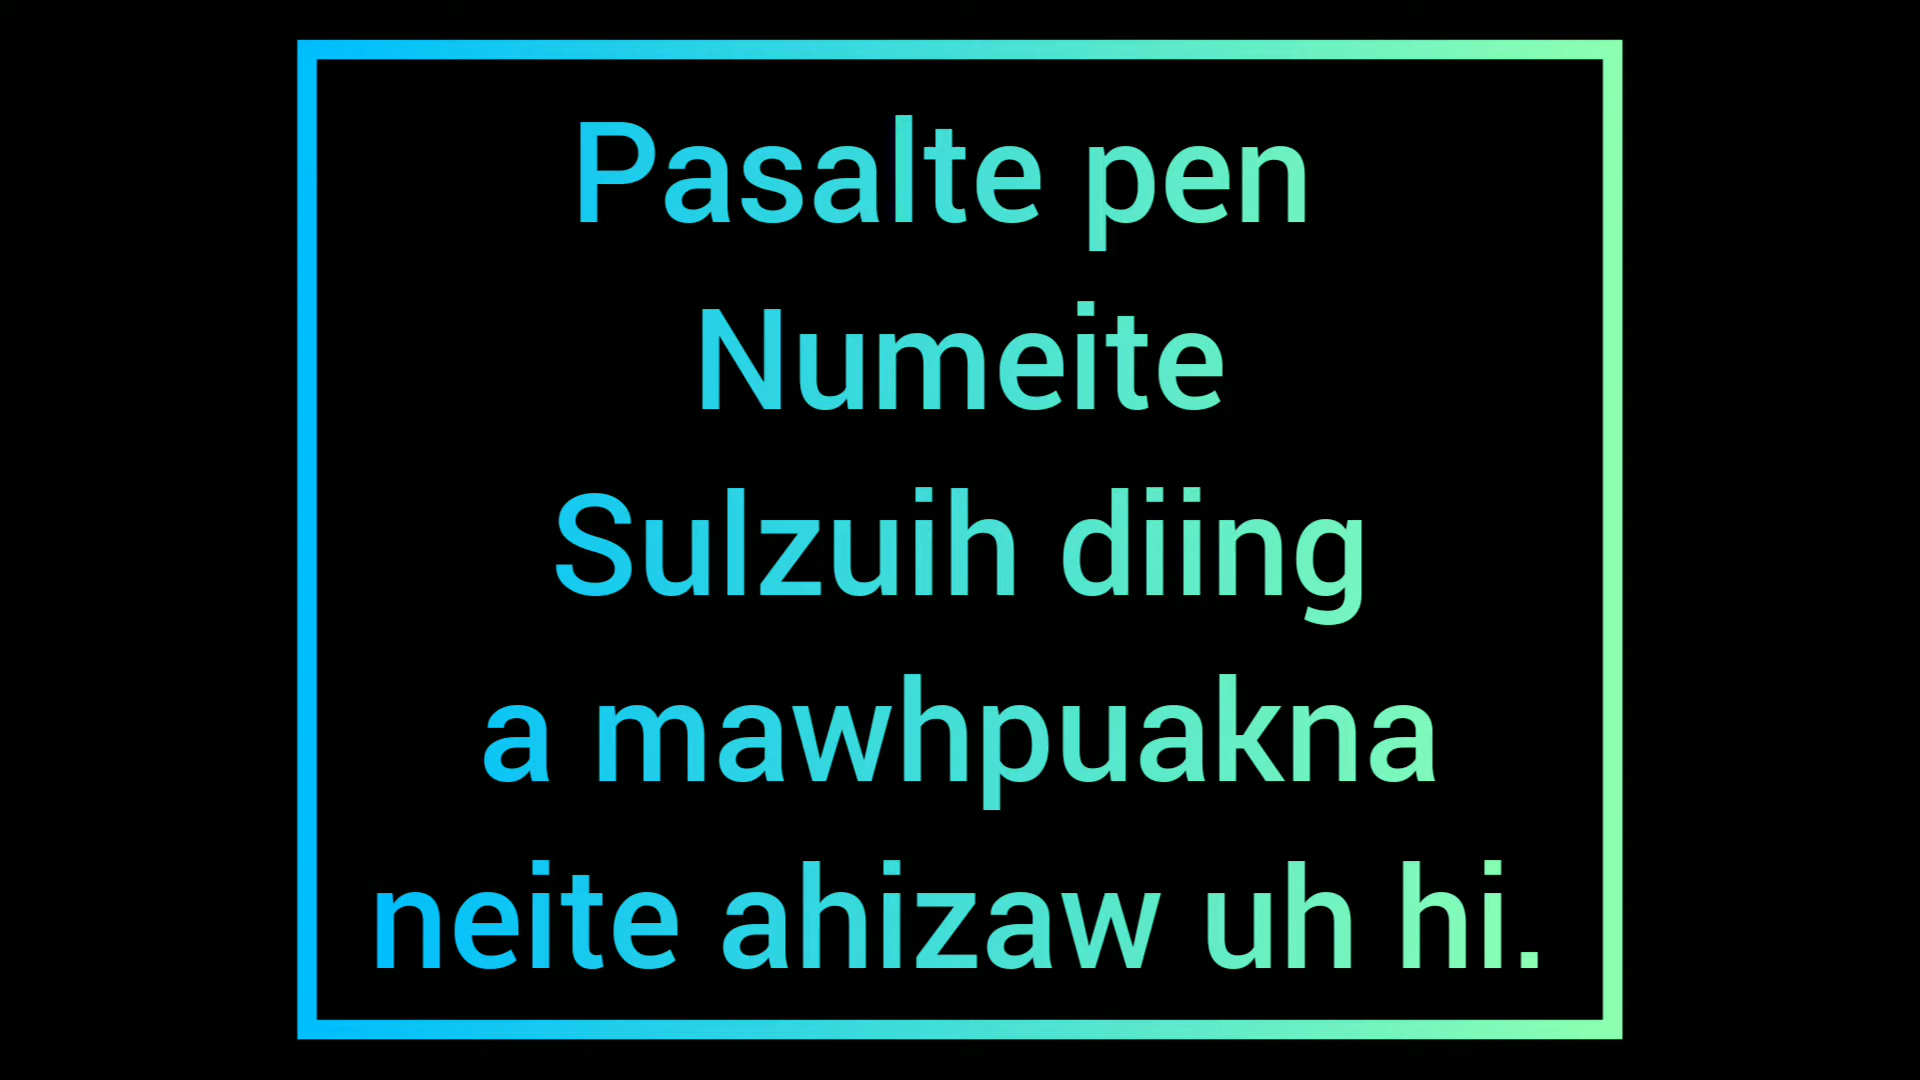 Pasalte pen
Numeite
Sulzuih diing
a mawhpuakna
neite ahizaw uh hi.